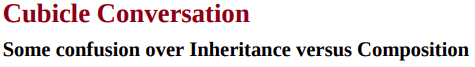 Cubicle Conversation
Some confusion over Inheritance versus Composition